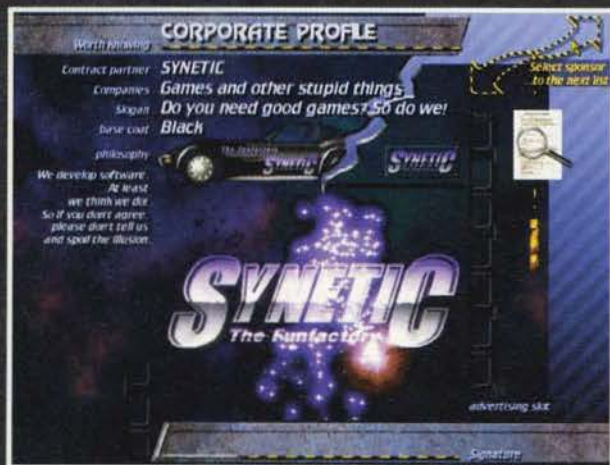 CORPORATE PROFILE
Worth knowing
Select sponsor
to the next list
Contract partner SYNETIC
Companies Games and other stupid things
Slogan Do you need good games? So do we!
base coat Black
philosophy
We develop software.
At least
we think we do.
So if you don't agree,
please don't tell us
and spoil the illusion.
The Funfactory
SYNETIC
SYNETIC
SYNETIC
The Funfactory
advertising slot
Signature